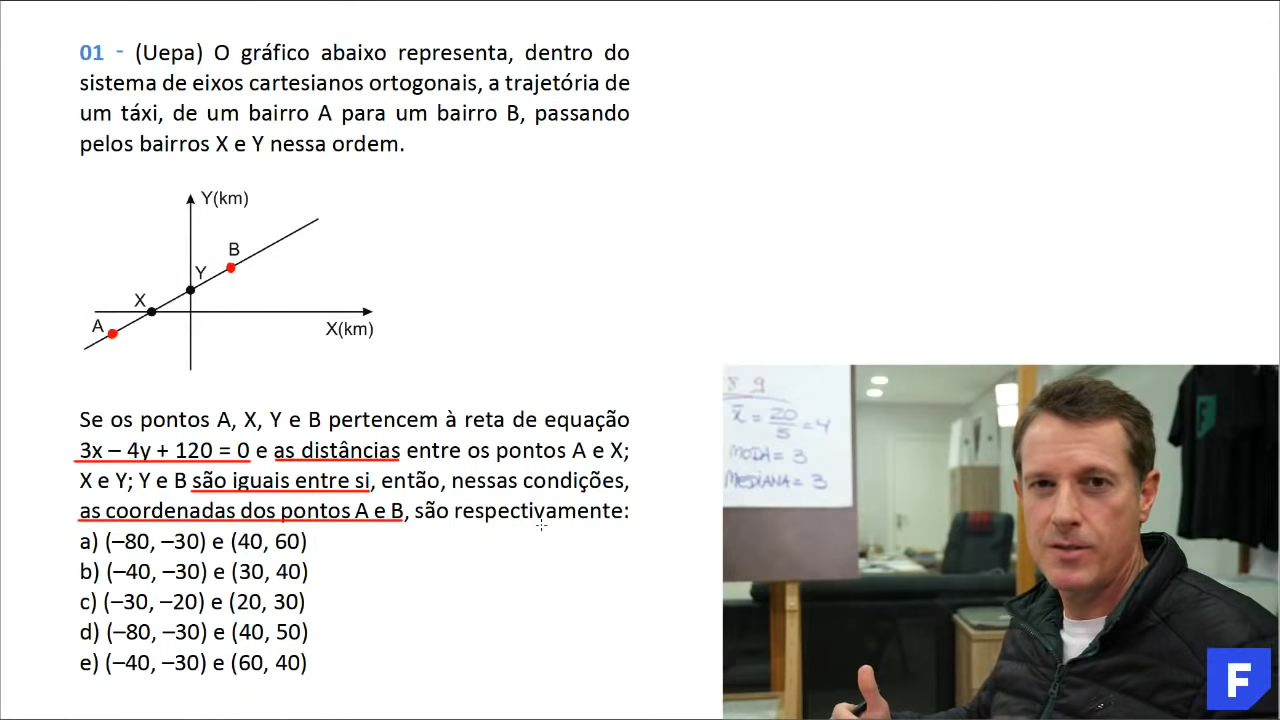 01 - (Uepa) O gráfico abaixo representa, dentro do
sistema de eixos cartesianos ortogonais, a trajetória de
um táxi, de um bairro A para um bairro B, passando
pelos bairros X e Y nessa ordem.
Y(km)
B
Y
X
A
X(km)
Se os pontos A, X, Y e B pertencem à reta de equação
3x – 4y + 120 = 0 e as distâncias entre os pontos A e X;
X e Y; Y e B são iguais entre si, então, nessas condições,
as coordenadas dos pontos A e B, são respectivamente:
a) (–80, –30) e (40, 60)
b) (–40, –30) e (30, 40)
c) (–30, –20) e (20, 30)
d) (–80, –30) e (40, 50)
e) (–40, –30) e (60, 40)
8 9
x̄ = 20/5 = 4
MODA = 3
MEDIANA = 3
F
F